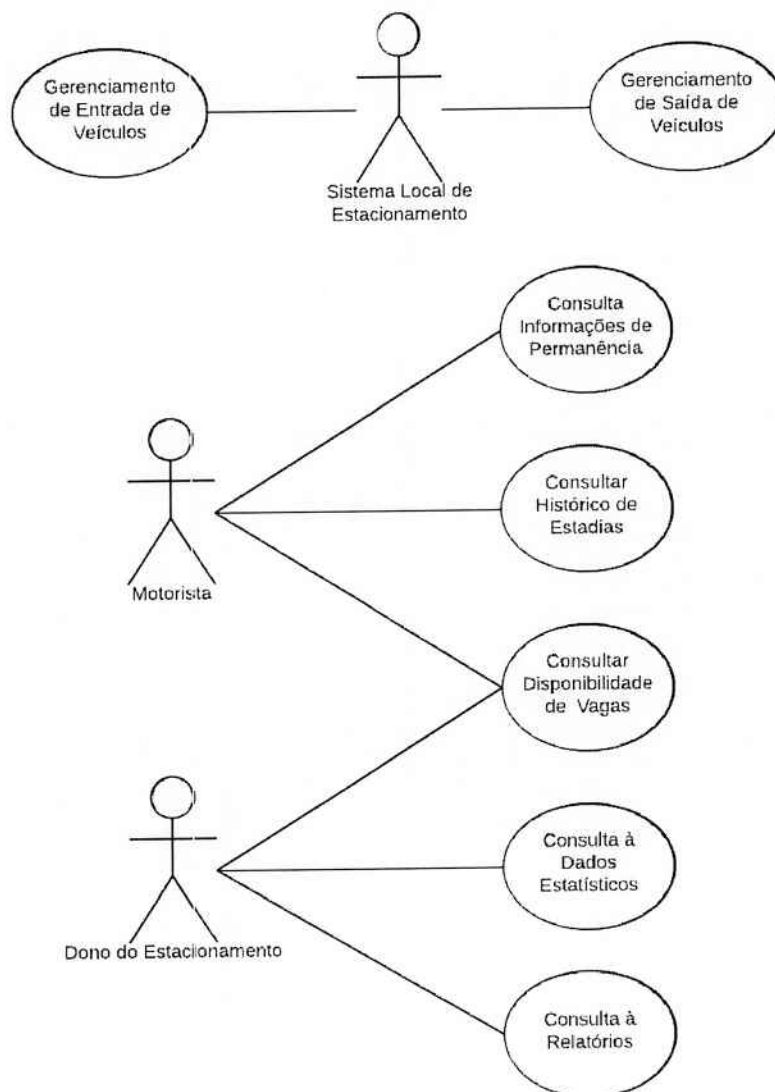 Gerenciamento
de Entrada de
Veículos
Gerenciamento
de Saída de
Veículos
Sistema Local de
Estacionamento
Consulta
Informações de
Permanência
Consultar
Histórico de
Estadias
Motorista
Consultar
Disponibilidade
de Vagas
Consulta à
Dados
Estatísticos
Dono do Estacionamento
Consulta à
Relatórios